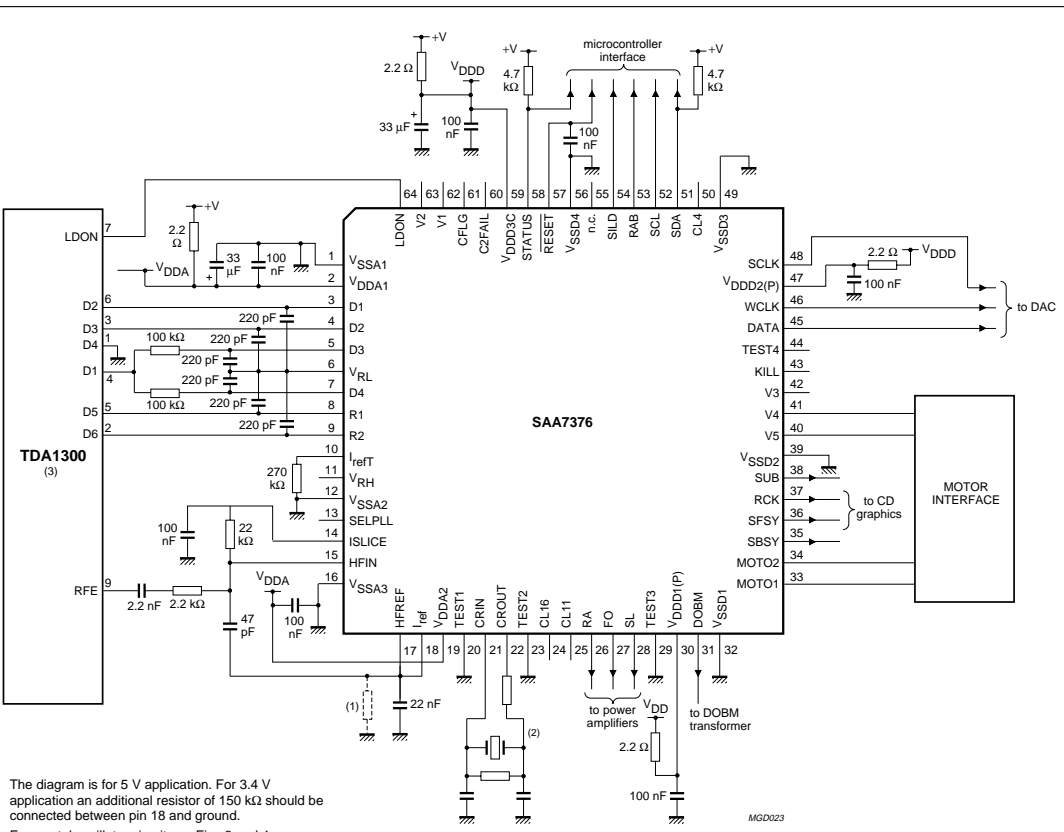 +V
2.2 Ω
VDDD
33 μF
+
100 nF
+V
4.7 kΩ
microcontroller interface
100 nF
+V
4.7 kΩ
64 63 62 61 60 59 58 57 56 55 54 53 52 51 50 49
LDON
V2
V1
CFLG
C2FAIL
VDDD3C
STATUS
RESET
VSSD4
n.c.
SILD
RAB
SCL
SDA
CL4
VSSD3
7
LDON
2.2 Ω
+V
VDDA
33 μF
+
100 nF
1 VSSA1
2 VDDA1
3 D1
4 D2
5 D3
6 VRL
7 D4
8 R1
9 R2
10 IrefT
11 VRH
12 VSSA2
13 SELPLL
14 ISLICE
15 HFIN
16 VSSA3
D2 6
D3 3
D4 1
D1 4
D5 5
D6 2
100 kΩ
100 kΩ
220 pF
220 pF
220 pF
220 pF
220 pF
220 pF
TDA1300
(3)
270 kΩ
100 nF
22 kΩ
RFE 9
2.2 nF
2.2 kΩ
47 pF
VDDA
100 nF
SAA7376
SCLK 48
VDDD2(P) 47
WCLK 46
DATA 45
TEST4 44
KILL 43
V3 42
V4 41
V5 40
VSSD2 39
SUB 38
RCK 37
SFSY 36
SBSY 35
MOTO2 34
MOTO1 33
2.2 Ω
VDDD
100 nF
to DAC
to CD graphics
MOTOR INTERFACE
HFREF
Iref
VDDA2
TEST1
CRIN
CROUT
TEST2
CL16
CL11
RA
FO
SL
TEST3
VDDD1(P)
DOBM
VSSD1
17 18 19 20 21 22 23 24 25 26 27 28 29 30 31 32
(1)
22 nF
(2)
to power amplifiers
VDD
2.2 Ω
to DOBM transformer
100 nF
MGD023
The diagram is for 5 V application. For 3.4 V
application an additional resistor of 150 kΩ should be
connected between pin 18 and ground.